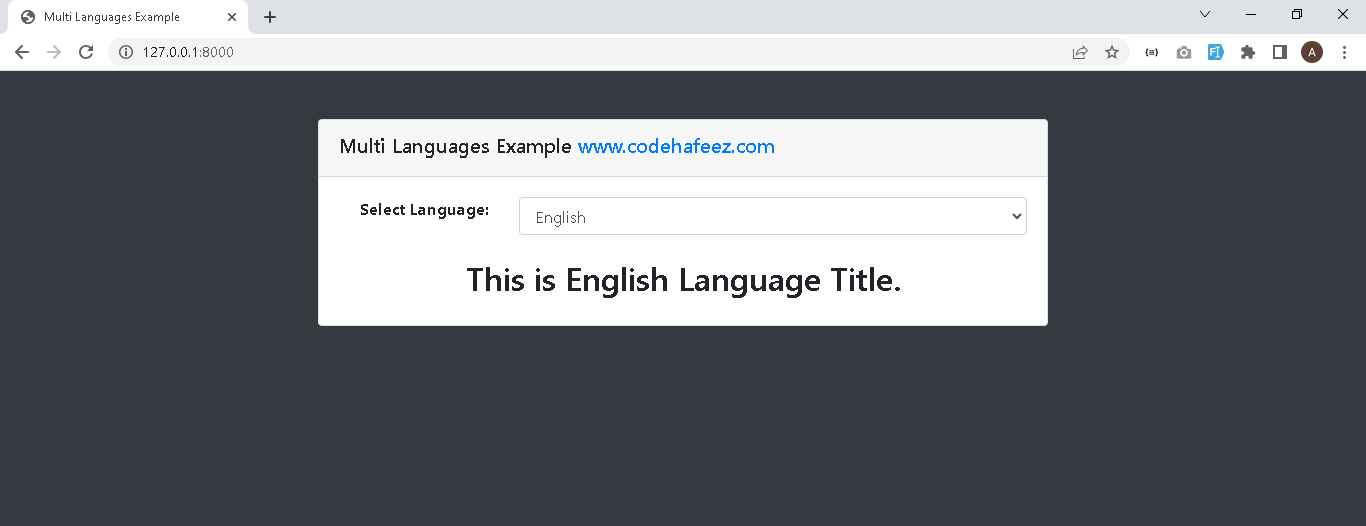 Multi Languages Example
127.0.0.1:8000
A
Multi Languages Example www.codehafeez.com
Select Language: English
This is English Language Title.